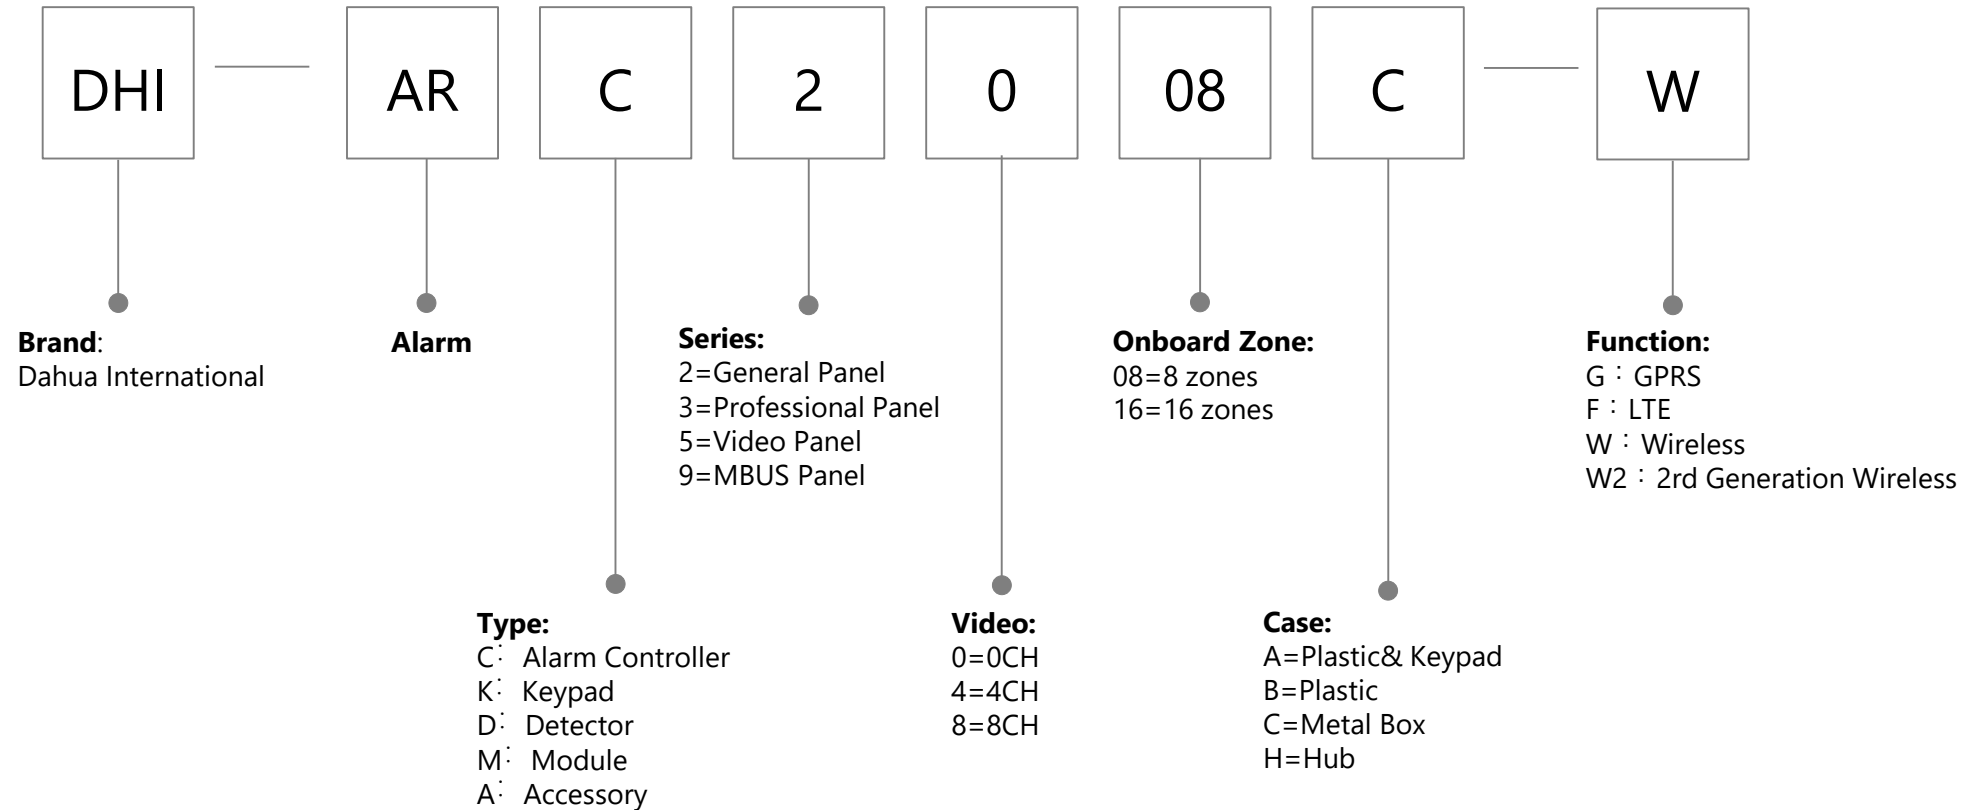 DHI
AR
C
2
0
08
C
W
Brand:
Dahua International
Alarm
Series:
2=General Panel
3=Professional Panel
5=Video Panel
9=MBUS Panel
Onboard Zone:
08=8 zones
16=16 zones
Function:
G：GPRS
F：LTE
W：Wireless
W2：2rd Generation Wireless
Type:
C： Alarm Controller
K： Keypad
D： Detector
M： Module
A： Accessory
Video:
0=0CH
4=4CH
8=8CH
Case:
A=Plastic& Keypad
B=Plastic
C=Metal Box
H=Hub